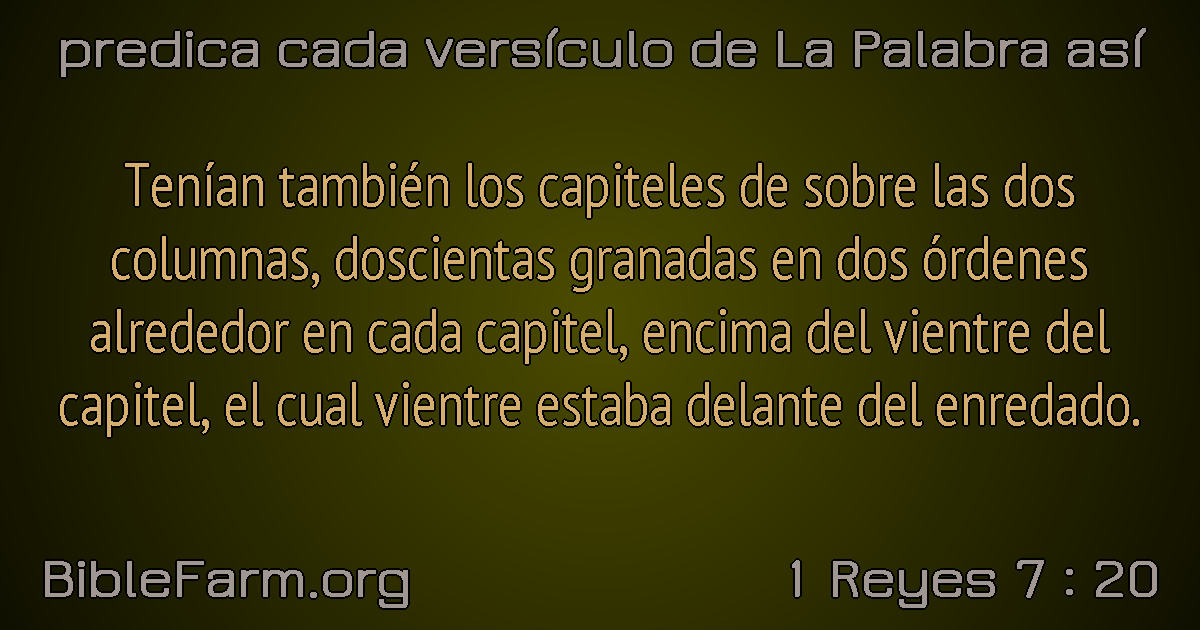 predica cada versículo de La Palabra así
Tenían también los capiteles de sobre las dos
columnas, doscientas granadas en dos órdenes
alrededor en cada capitel, encima del vientre del
capitel, el cual vientre estaba delante del enredado.
BibleFarm.org
1 Reyes 7 : 20